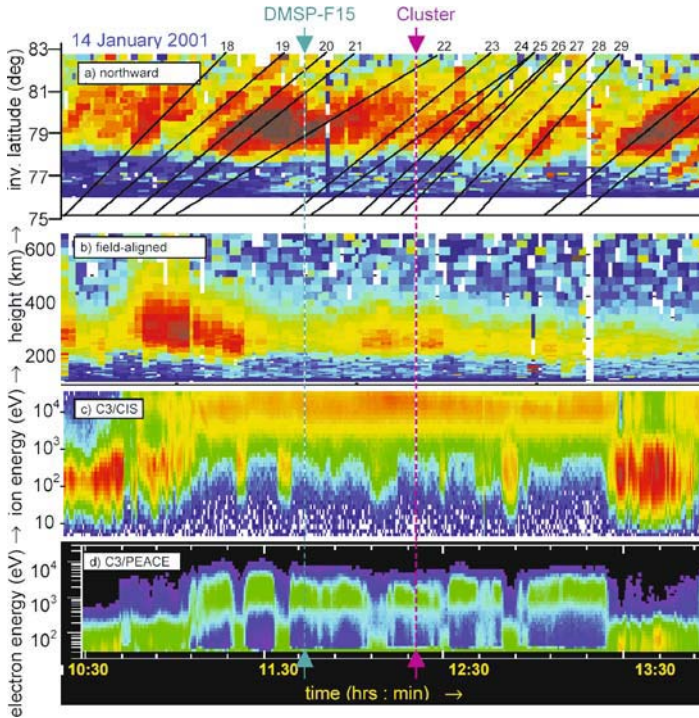 DMSP-F15 Cluster
14 January 2001
18 19 20 21 22 23 24 25 26 27 28 29
83
a) northward
81
79
77
75
inv. latitude (deg)
600
b) field-aligned
400
200
height (km) →
10⁴
c) C3/CIS
10³
10²
10
→ ion energy (eV) →
10⁴
d) C3/PEACE
10³
10²
electron energy (eV) →
10:30 11.30 12:30 13:30
time (hrs : min) →